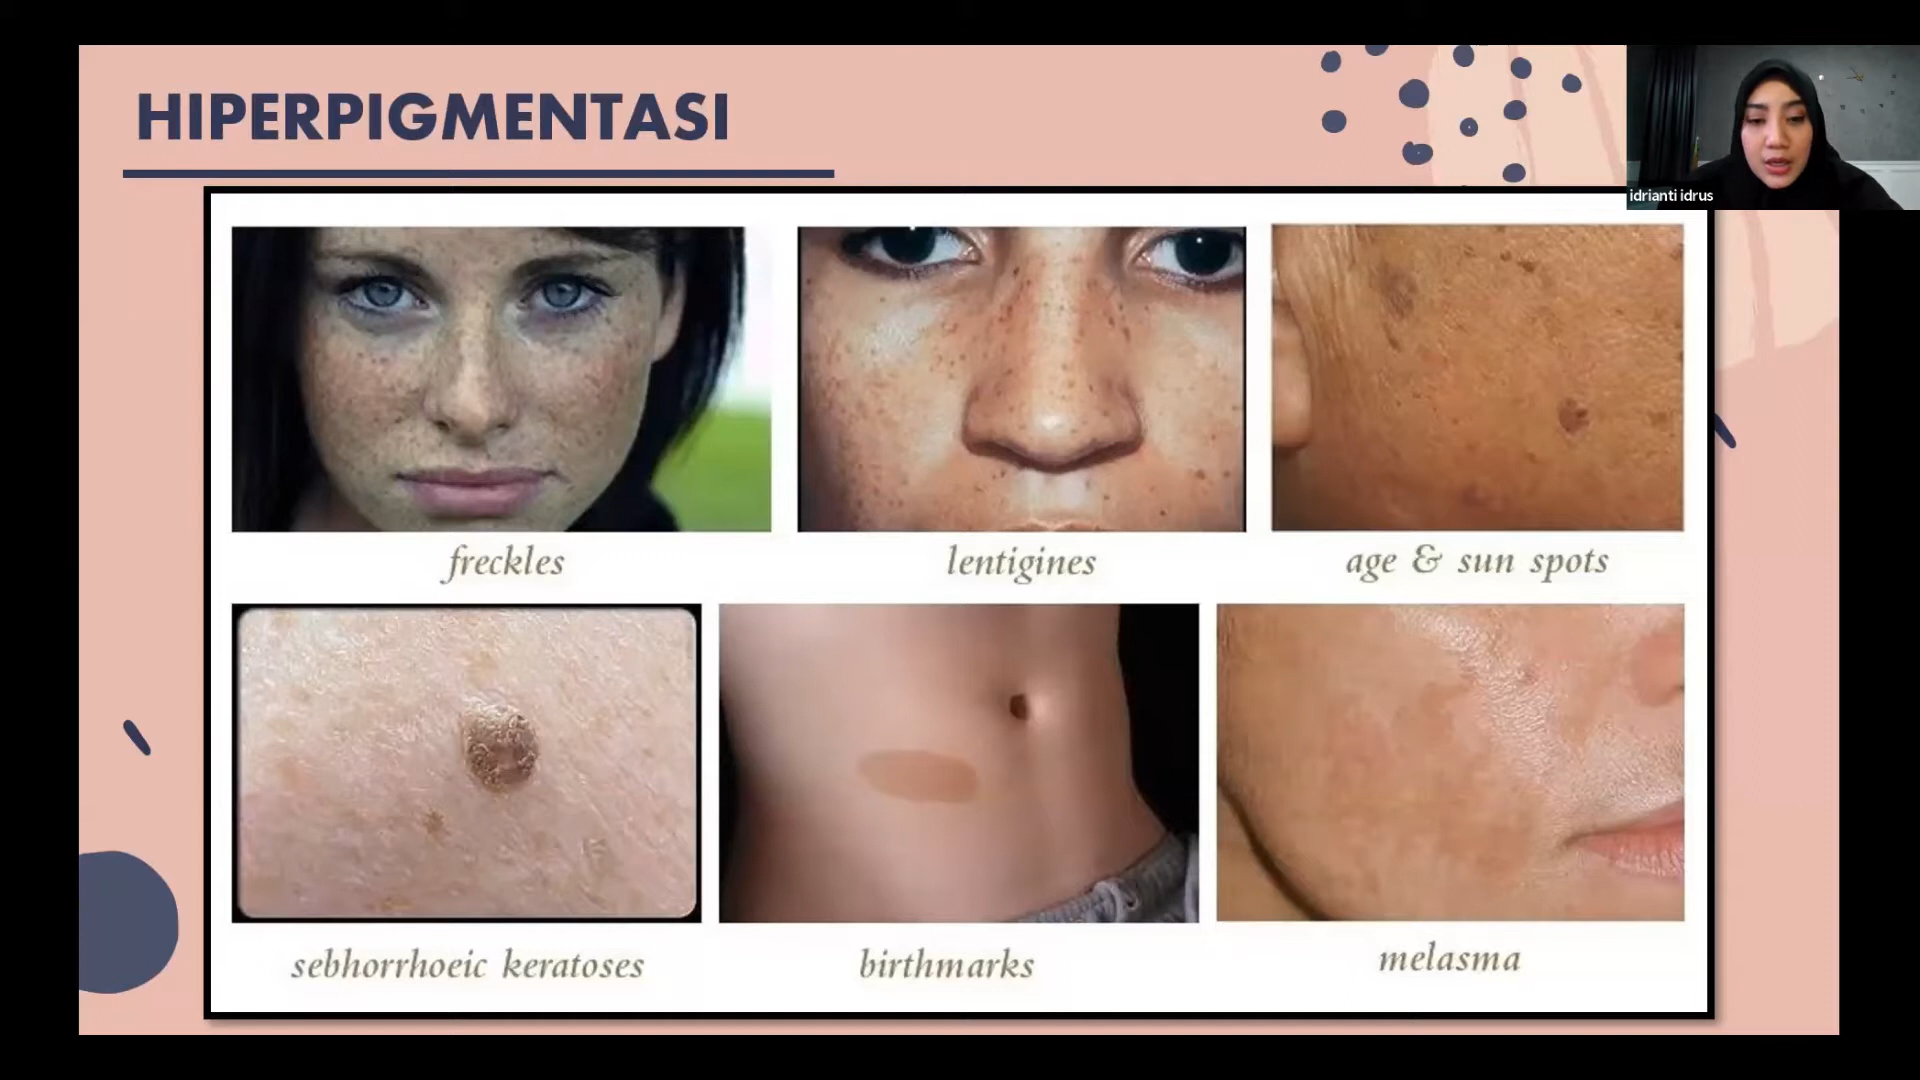 HIPERPIGMENTASI
idrianti idrus
freckles
lentigines
age & sun spots
sebhorrhoeic keratoses
birthmarks
melasma